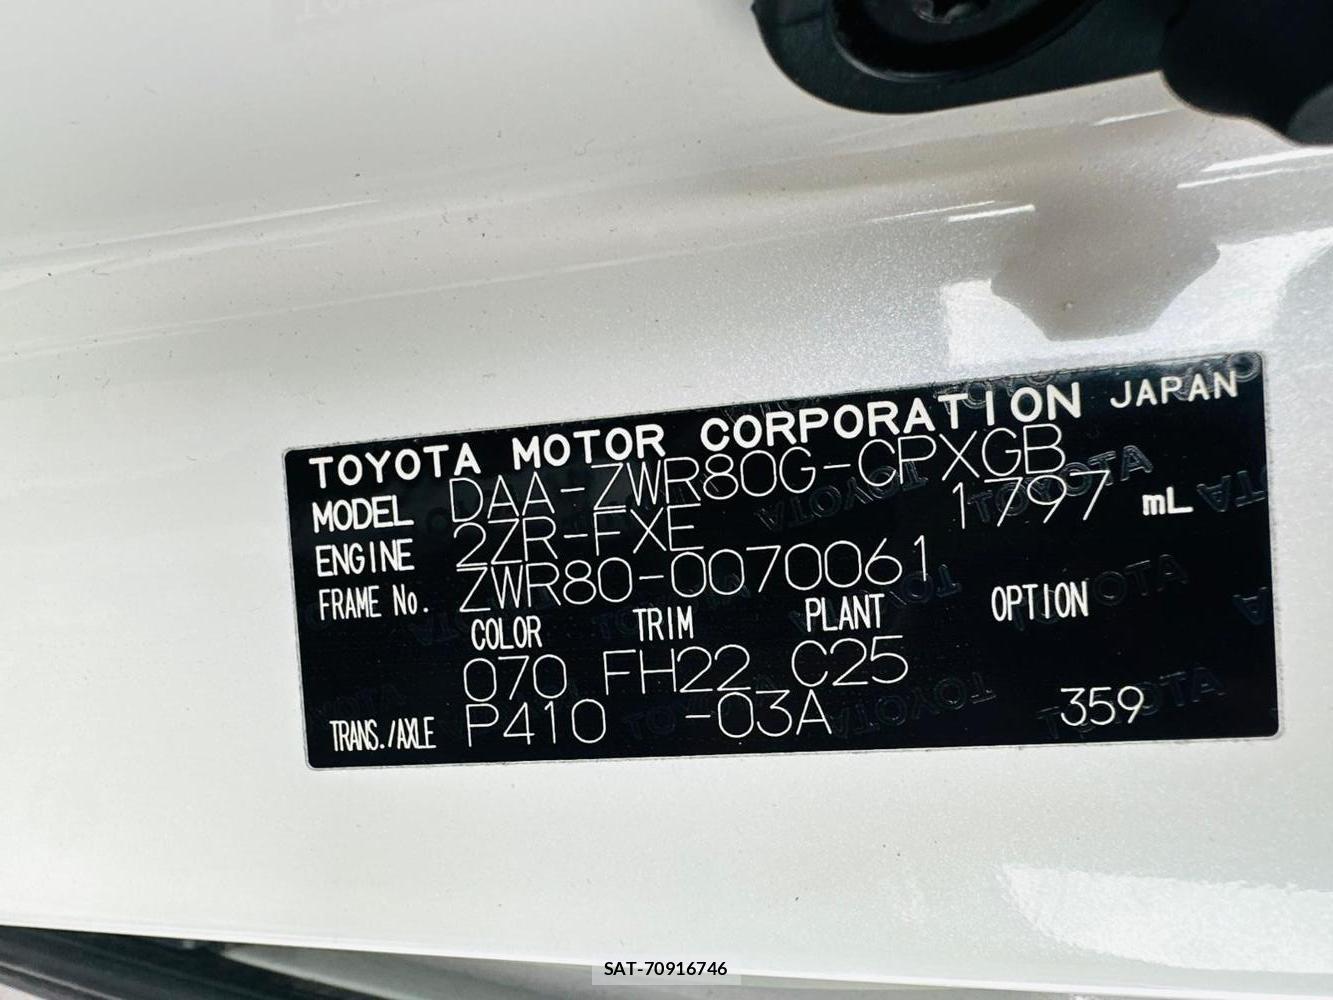 TOYOTA MOTOR CORPORATION JAPAN
MODEL DAA-ZWR80G-CPXGB
ENGINE 2ZR-FXE 1797 mL
FRAME No. ZWR80-0070061
COLOR TRIM PLANT OPTION
070 FH22 C25
TRANS./AXLE P410 -03A 359
SAT-70916746